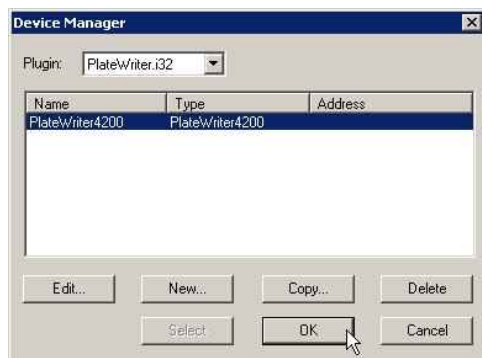 Device Manager
Plugin: PlateWriter.i32
Name Type Address
PlateWriter4200 PlateWriter4200
Edit... New... Copy... Delete
Select OK Cancel